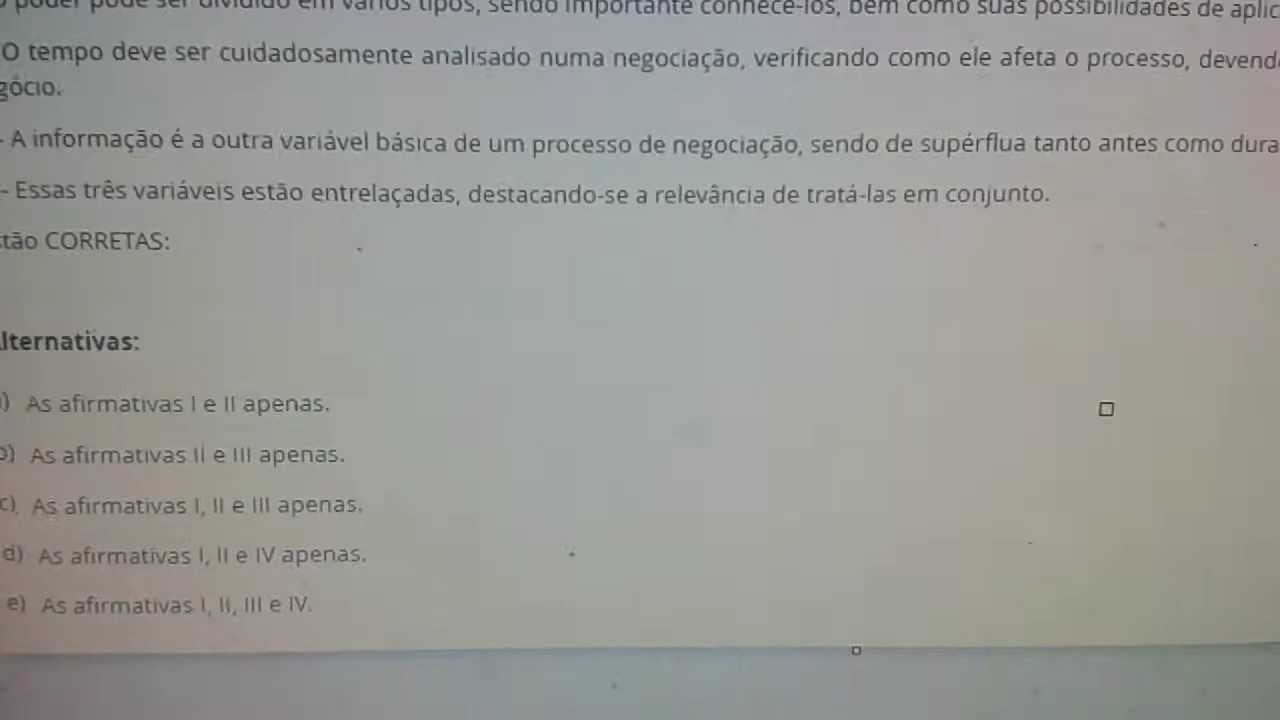 poder pode ser dividido em vários tipos, sendo importante conhecê-los, bem como suas possibilidades de aplic
O tempo deve ser cuidadosamente analisado numa negociação, verificando como ele afeta o processo, devend
gócio.
- A informação é a outra variável básica de um processo de negociação, sendo de supérflua tanto antes como dura
- Essas três variáveis estão entrelaçadas, destacando-se a relevância de tratá-las em conjunto.
stão CORRETAS:
lternativas:
a) As afirmativas I e II apenas.
b) As afirmativas II e III apenas.
c) As afirmativas I, II e III apenas.
d) As afirmativas I, II e IV apenas.
e) As afirmativas I, II, III e IV.